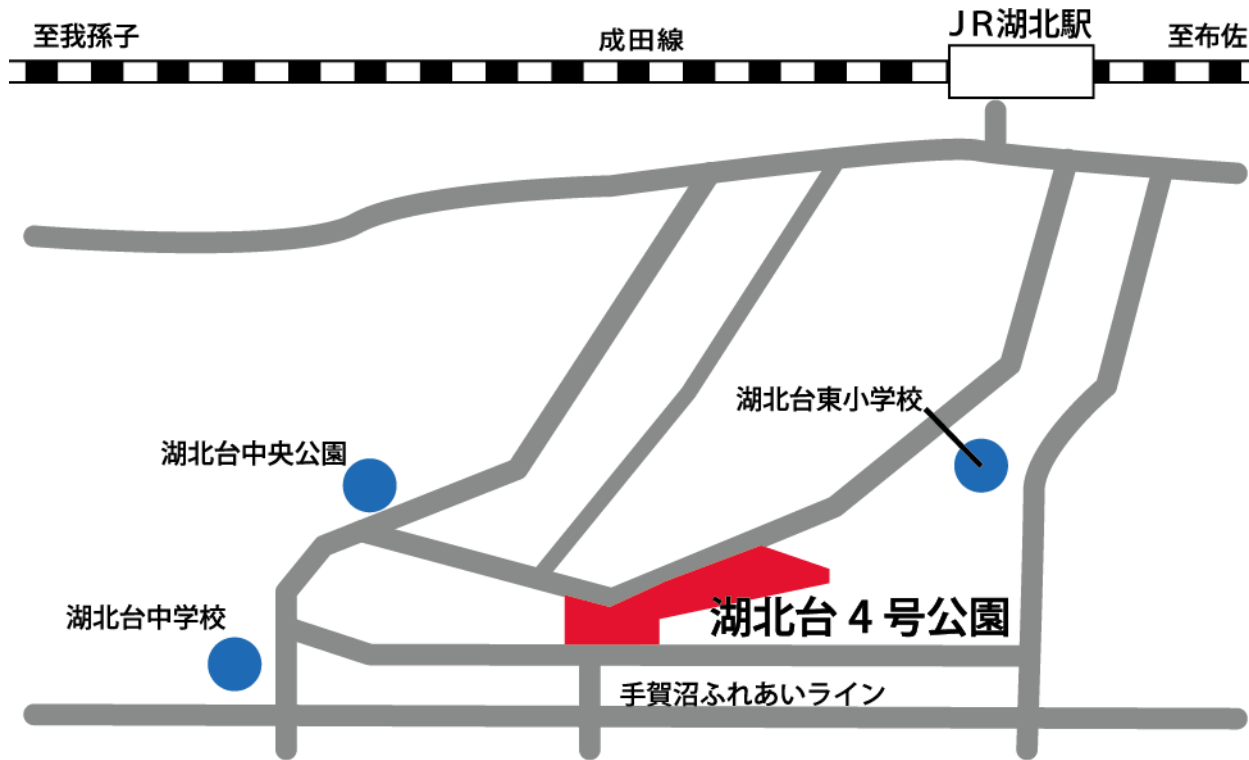 至我孫子
成田線
ＪＲ湖北駅
至布佐
湖北台東小学校
湖北台中央公園
湖北台中学校
湖北台４号公園
手賀沼ふれあいライン